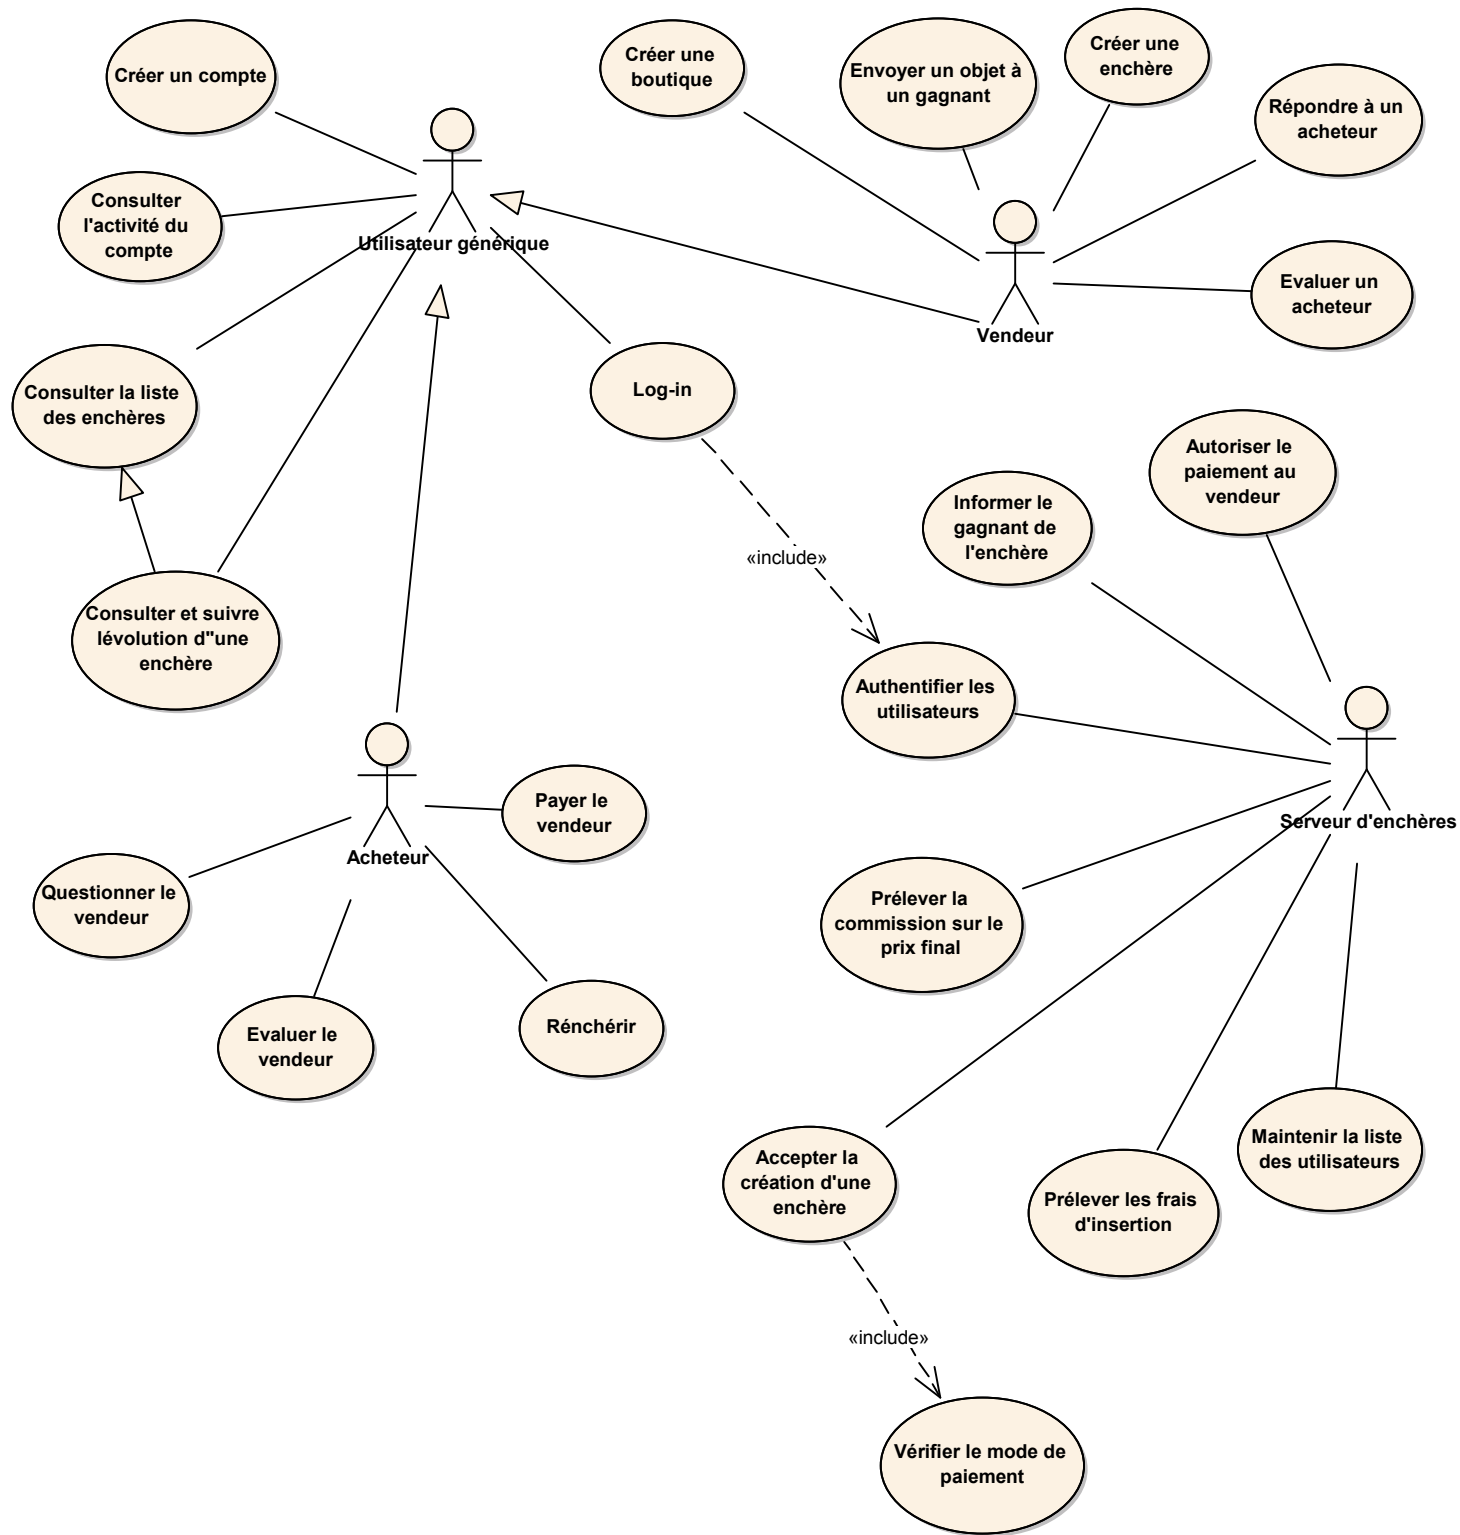 Créer un compte
Créer une
boutique
Envoyer un objet à
un gagnant
Créer une
enchère
Répondre à un
acheteur
Consulter
l'activité du
compte
Utilisateur générique
Evaluer un
acheteur
Vendeur
Consulter la liste
des enchères
Log-in
Autoriser le
paiement au
vendeur
Informer le
gagnant de
l'enchère
«include»
Consulter et suivre
lévolution d"une
enchère
Authentifier les
utilisateurs
Serveur d'enchères
Payer le
vendeur
Acheteur
Questionner le
vendeur
Prélever la
commission sur le
prix final
Evaluer le
vendeur
Rénchérir
Accepter la
création d'une
enchère
Maintenir la liste
des utilisateurs
Prélever les frais
d'insertion
«include»
Vérifier le mode de
paiement